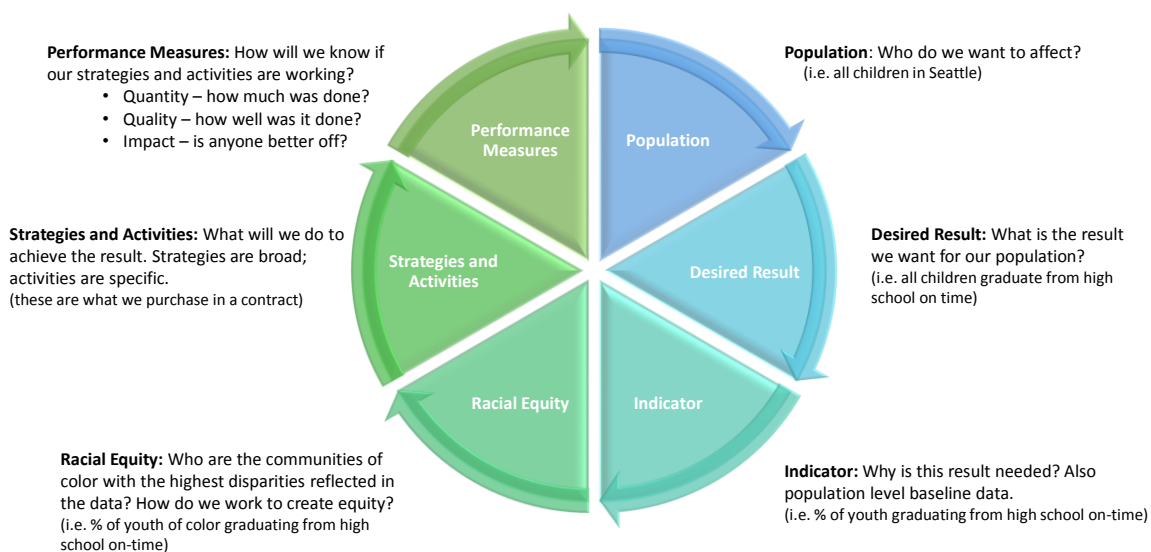 Performance Measures: How will we know if
our strategies and activities are working?
• Quantity – how much was done?
• Quality – how well was it done?
• Impact – is anyone better off?
Population: Who do we want to affect?
(i.e. all children in Seattle)
Performance
Measures
Population
Strategies and Activities: What will we do to
achieve the result. Strategies are broad;
activities are specific.
(these are what we purchase in a contract)
Strategies and
Activities
Desired Result
Desired Result: What is the result
we want for our population?
(i.e. all children graduate from high
school on time)
Racial Equity
Indicator
Racial Equity: Who are the communities of
color with the highest disparities reflected in
the data? How do we work to create equity?
(i.e. % of youth of color graduating from high
school on-time)
Indicator: Why is this result needed? Also
population level baseline data.
(i.e. % of youth graduating from high school on-time)